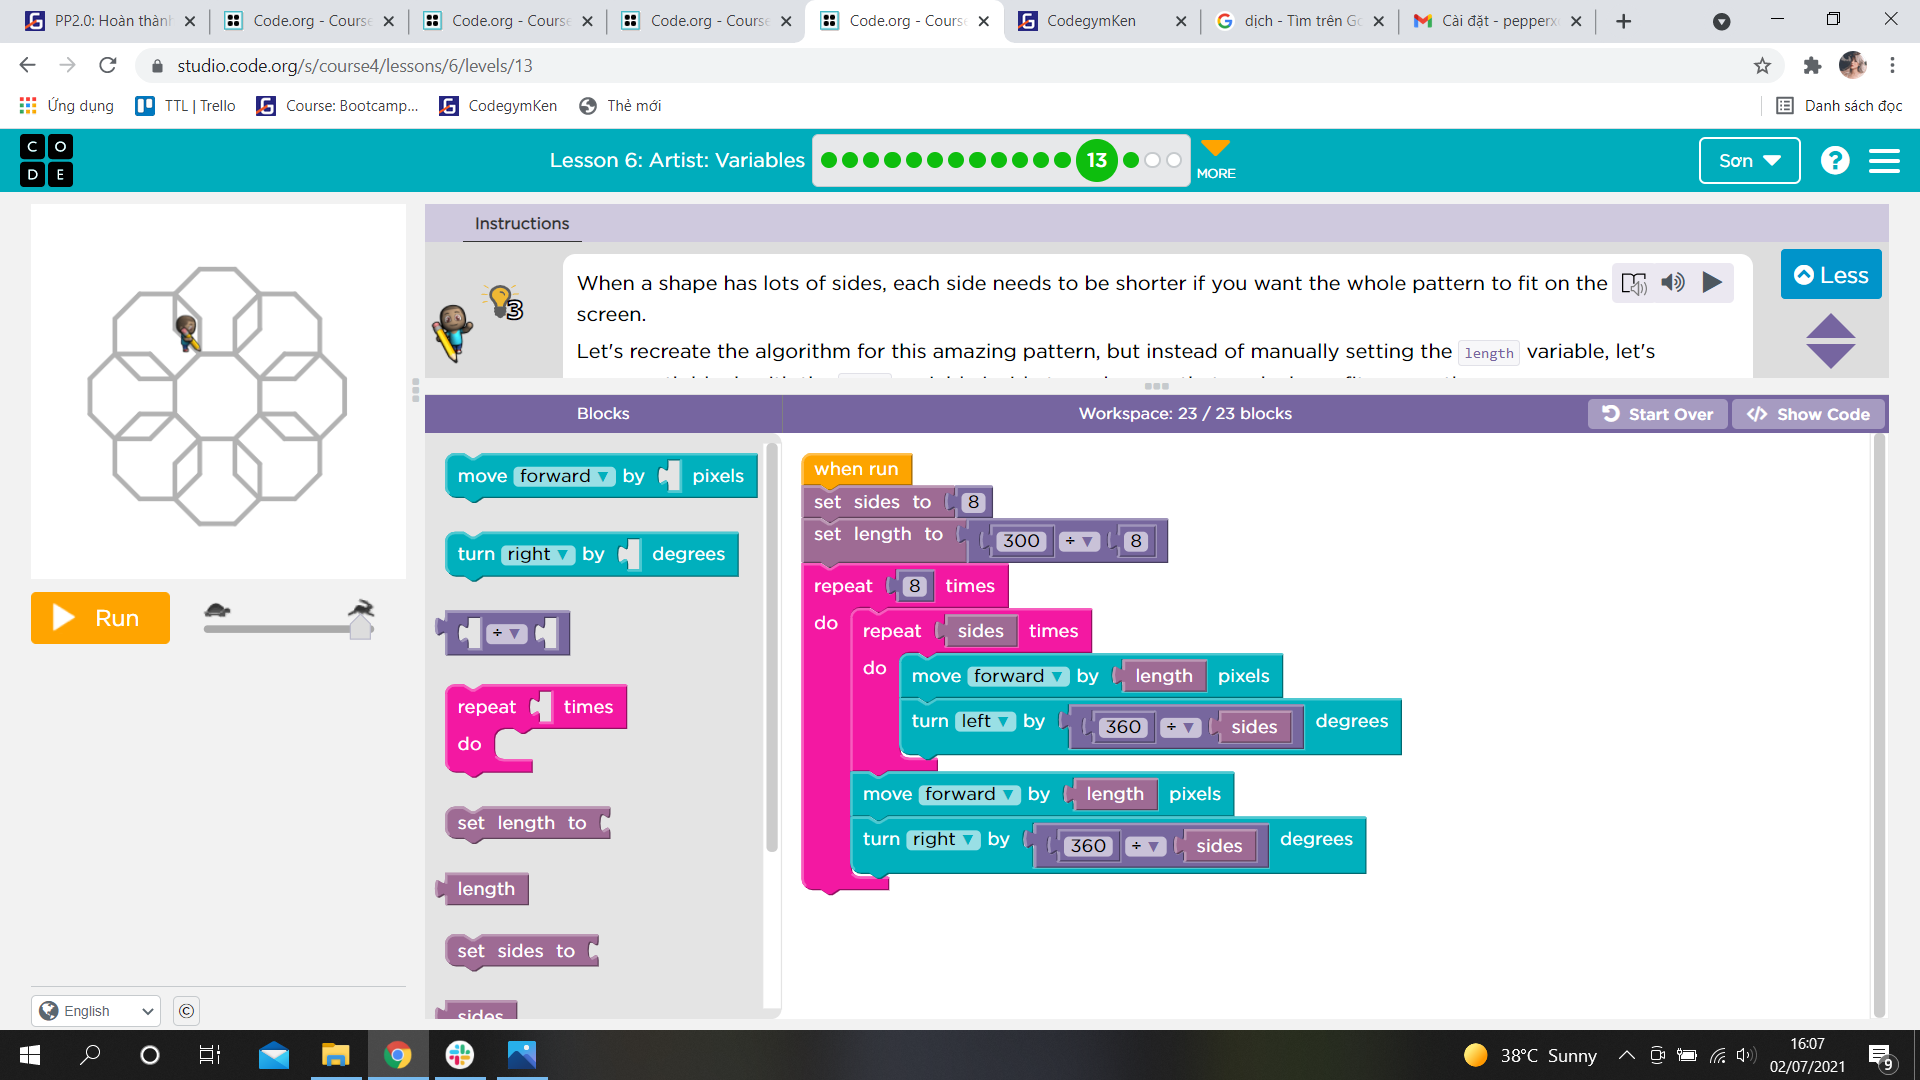 PP2.0: Hoàn thành
Code.org - Course
Code.org - Course
Code.org - Course
Code.org - Course
CodegymKen
dịch - Tìm trên Go
Cài đặt - pepperx
studio.code.org/s/course4/lessons/6/levels/13
Ứng dụng
TTL | Trello
Course: Bootcamp...
CodegymKen
Thẻ mới
Danh sách đọc
C O D E
Lesson 6: Artist: Variables
13
MORE
Sơn
?
Instructions
3
When a shape has lots of sides, each side needs to be shorter if you want the whole pattern to fit on the
screen.
Let's recreate the algorithm for this amazing pattern, but instead of manually setting the length variable, let's
Less
Blocks
Workspace: 23 / 23 blocks
Start Over
Show Code
move forward by pixels
turn right by degrees
÷
repeat times
do
set length to
length
set sides to
sides
when run
set sides to 8
set length to 300 ÷ 8
repeat 8 times
do
repeat sides times
do
move forward by length pixels
turn left by 360 ÷ sides degrees
move forward by length pixels
turn right by 360 ÷ sides degrees
Run
English
©
38°C Sunny
16:07
02/07/2021
9